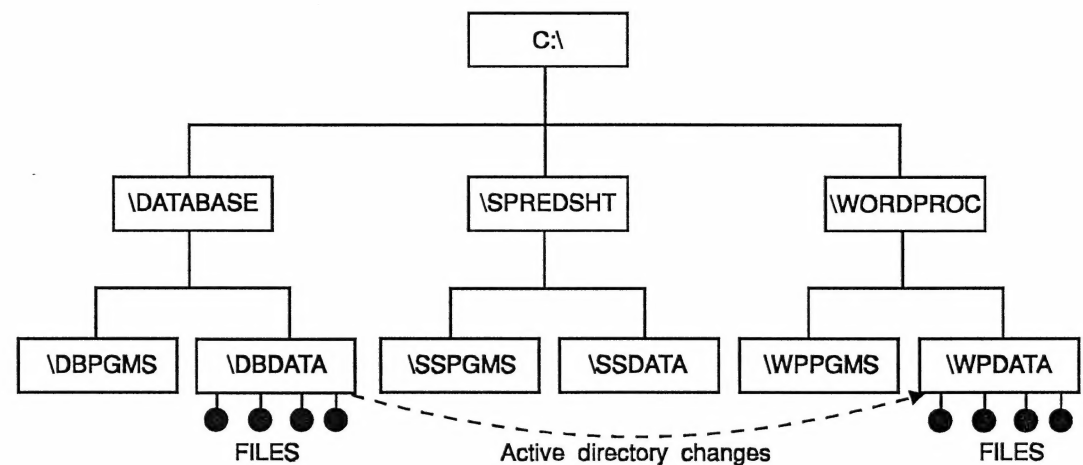 C:\
\DATABASE
\SPREDSHT
\WORDPROC
\DBPGMS
\DBDATA
\SSPGMS
\SSDATA
\WPPGMS
\WPDATA
FILES
Active directory changes
FILES